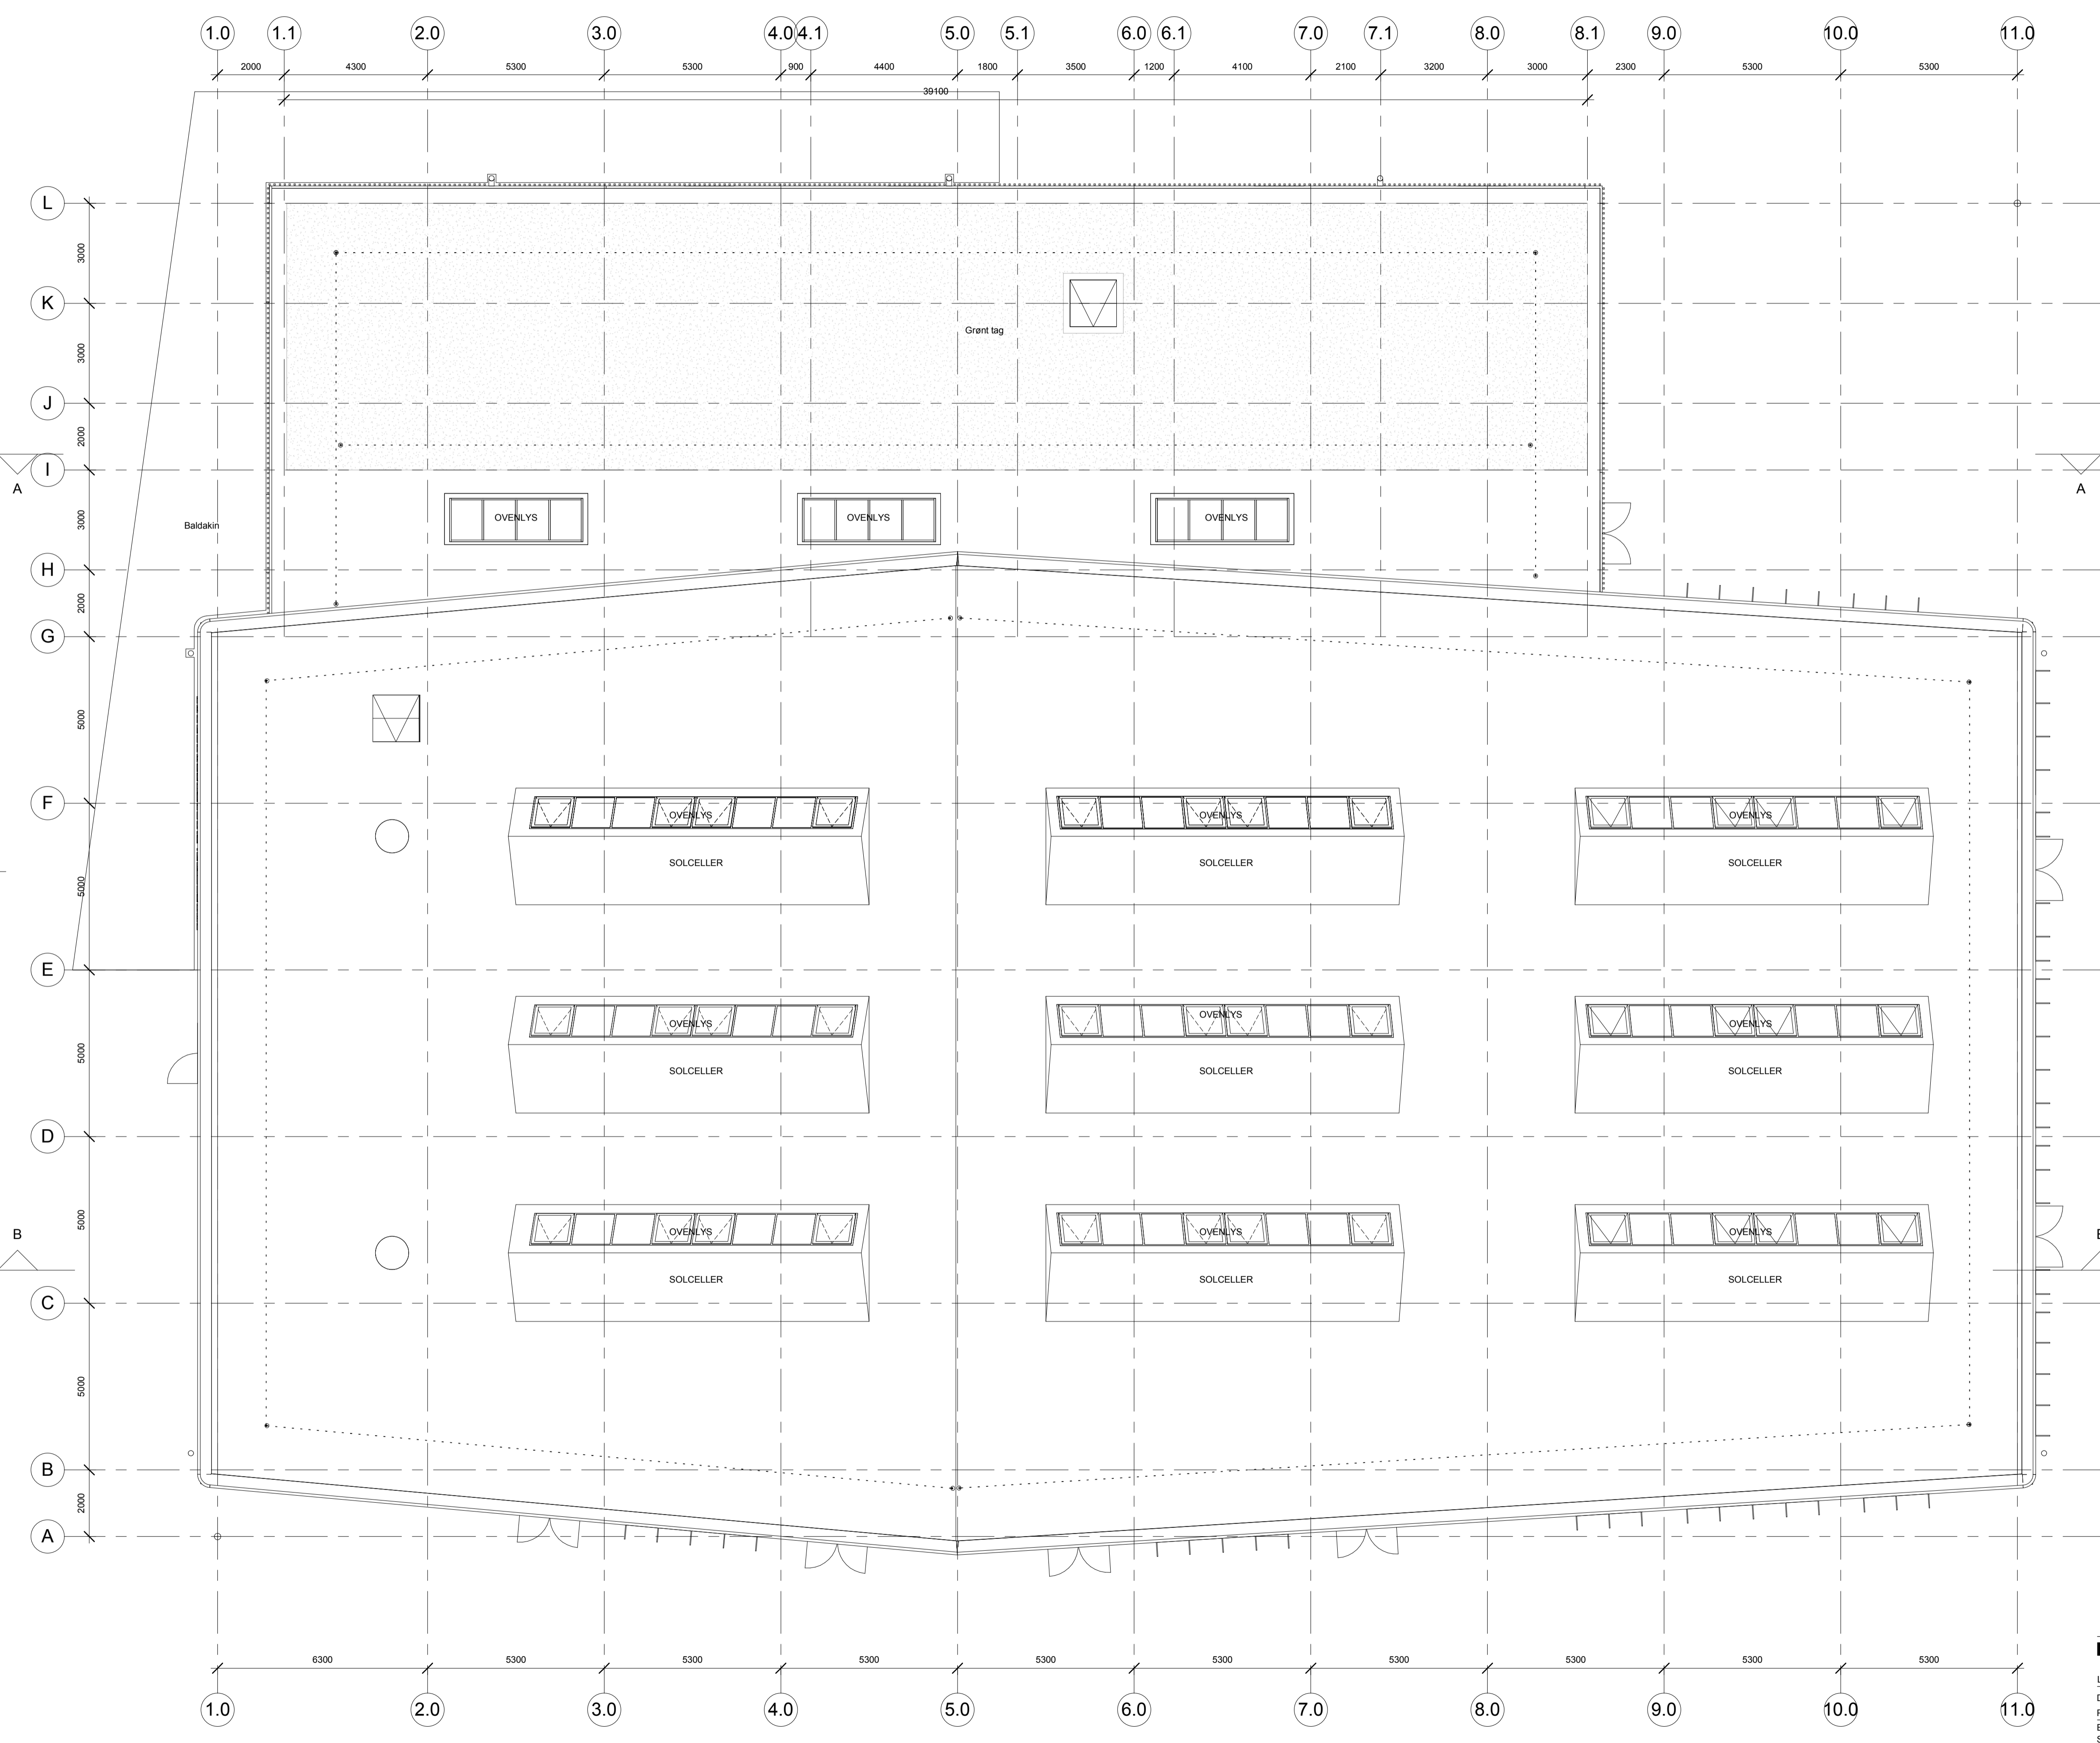 1.0 1.1 2.0 3.0 4.0 4.1 5.0 5.1 6.0 6.1 7.0 7.1 8.0 8.1 9.0 10.0 11.0
2000 4300 5300 5300 900 4400 1800 3500 1200 4100 2100 3200 3000 2300 5300 5300
39100
L
3000
K
Grønt tag
3000
J
2000
I
A A
3000
OVENLYS OVENLYS OVENLYS
Baldakin
H
2000
G
5000
F
OVENLYS OVENLYS OVENLYS
SOLCELLER SOLCELLER SOLCELLER
5000
E
OVENLYS OVENLYS OVENLYS
5000
SOLCELLER SOLCELLER SOLCELLER
D
5000
B
OVENLYS OVENLYS OVENLYS
SOLCELLER SOLCELLER SOLCELLER
C
5000
B
2000
A
6300 5300 5300 5300 5300 5300 5300 5300 5300 5300
1.0 2.0 3.0 4.0 5.0 6.0 7.0 8.0 9.0 10.0 11.0